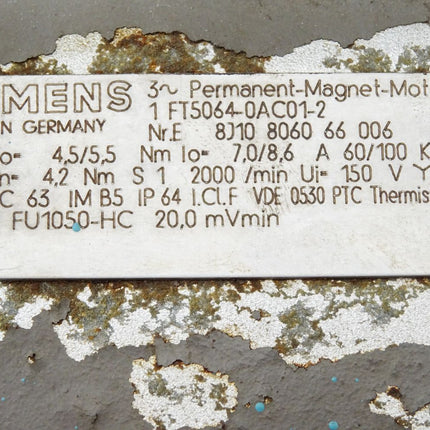 EMENS 3~ Permanent-Magnet-Mot
1 FT5064-0AC01-2
N GERMANY Nr.E 8J10 8060 66 006
o= 4,5/5,5 Nm Io= 7,0/8,6 A 60/100 K
n= 4,2 Nm S 1 2000 /min Ui= 150 V Y
C 63 IM B5 IP 64 I.Cl.F VDE 0530 PTC Thermis
FU1050-HC 20,0 mVmin